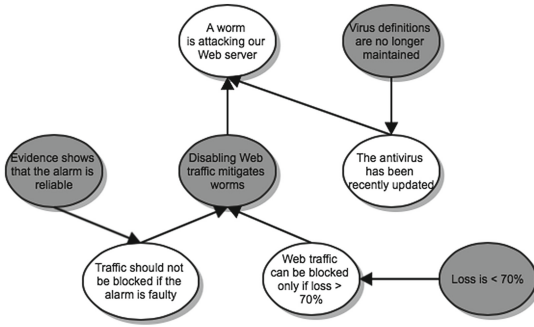 A worm
is attacking our
Web server
Virus definitions
are no longer
maintained
Evidence shows
that the alarm is
reliable
Disabling Web
traffic mitigates
worms
The antivirus
has been
recently updated
Traffic should not
be blocked if the
alarm is faulty
Web traffic
can be blocked
only if loss >
70%
Loss is < 70%